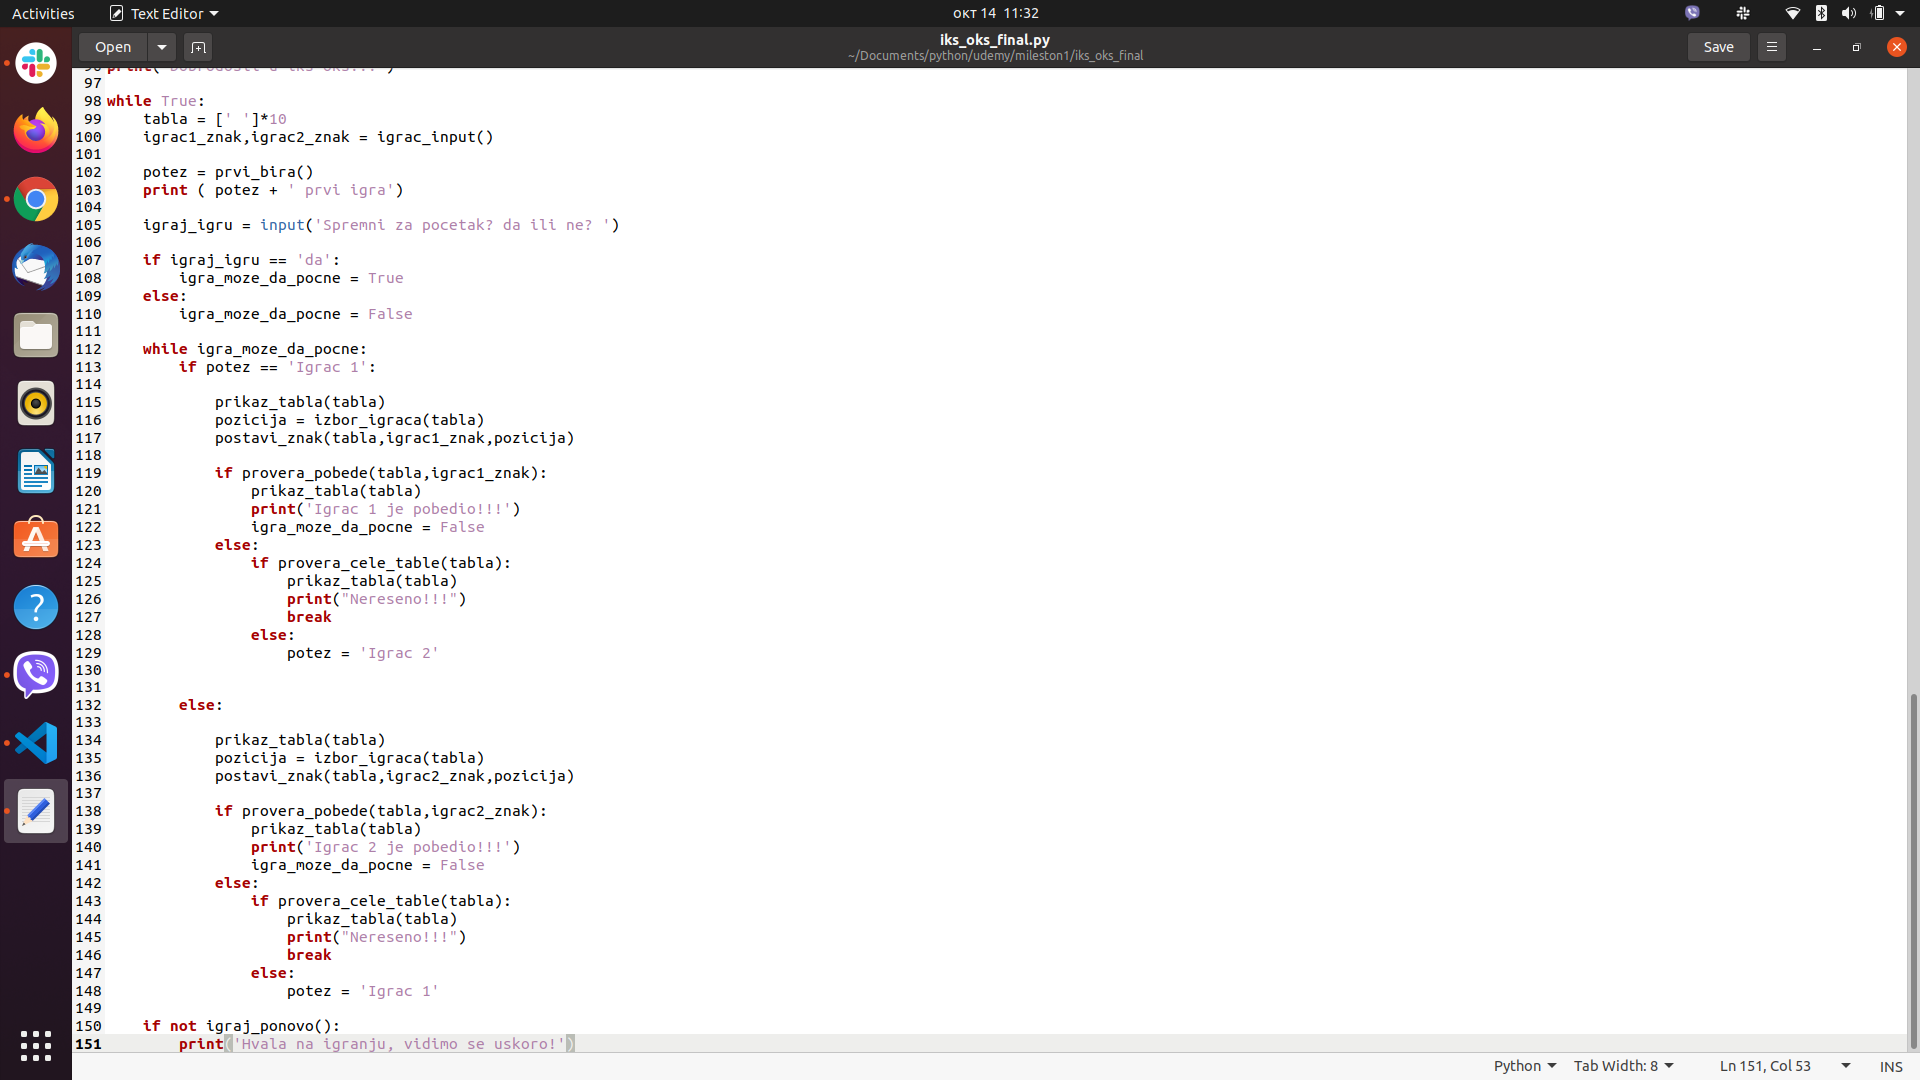 Activities Text Editor окт 14 11:32
Open iks_oks_final.py Save
~/Documents/python/udemy/mileston1/iks_oks_final
97
98 while True:
99 tabla = [' ']*10
100 igrac1_znak,igrac2_znak = igrac_input()
101
102 potez = prvi_bira()
103 print ( potez + ' prvi igra')
104
105 igraj_igru = input('Spremni za pocetak? da ili ne? ')
106
107 if igraj_igru == 'da':
108 igra_moze_da_pocne = True
109 else:
110 igra_moze_da_pocne = False
111
112 while igra_moze_da_pocne:
113 if potez == 'Igrac 1':
114
115 prikaz_tabla(tabla)
116 pozicija = izbor_igraca(tabla)
117 postavi_znak(tabla,igrac1_znak,pozicija)
118
119 if provera_pobede(tabla,igrac1_znak):
120 prikaz_tabla(tabla)
121 print('Igrac 1 je pobedio!!!')
122 igra_moze_da_pocne = False
123 else:
124 if provera_cele_table(tabla):
125 prikaz_tabla(tabla)
126 print("Nereseno!!!")
127 break
128 else:
129 potez = 'Igrac 2'
130
131
132 else:
133
134 prikaz_tabla(tabla)
135 pozicija = izbor_igraca(tabla)
136 postavi_znak(tabla,igrac2_znak,pozicija)
137
138 if provera_pobede(tabla,igrac2_znak):
139 prikaz_tabla(tabla)
140 print('Igrac 2 je pobedio!!!')
141 igra_moze_da_pocne = False
142 else:
143 if provera_cele_table(tabla):
144 prikaz_tabla(tabla)
145 print("Nereseno!!!")
146 break
147 else:
148 potez = 'Igrac 1'
149
150 if not igraj_ponovo():
151 print('Hvala na igranju, vidimo se uskoro!')
Python Tab Width: 8 Ln 151, Col 53 INS